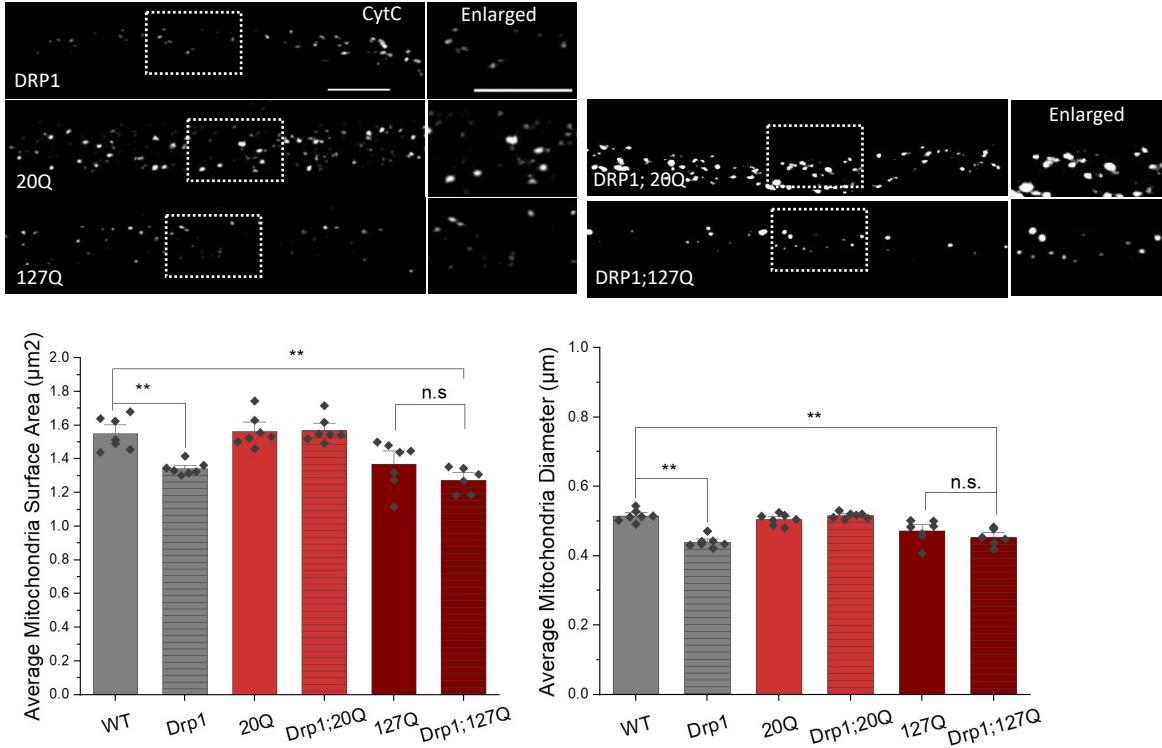 CytC
Enlarged
DRP1
20Q
127Q
Enlarged
DRP1; 20Q
DRP1;127Q
Average Mitochondria Surface Area (µm2)
2.0
1.8
1.6
1.4
1.2
1.0
0.8
0.6
0.4
0.2
0.0
**
**
n.s
WT
Drp1
20Q
Drp1;20Q
127Q
Drp1;127Q
Average Mitochondria Diameter (µm)
1.0
0.8
0.6
0.4
0.2
0.0
**
**
n.s.
WT
Drp1
20Q
Drp1;20Q
127Q
Drp1;127Q